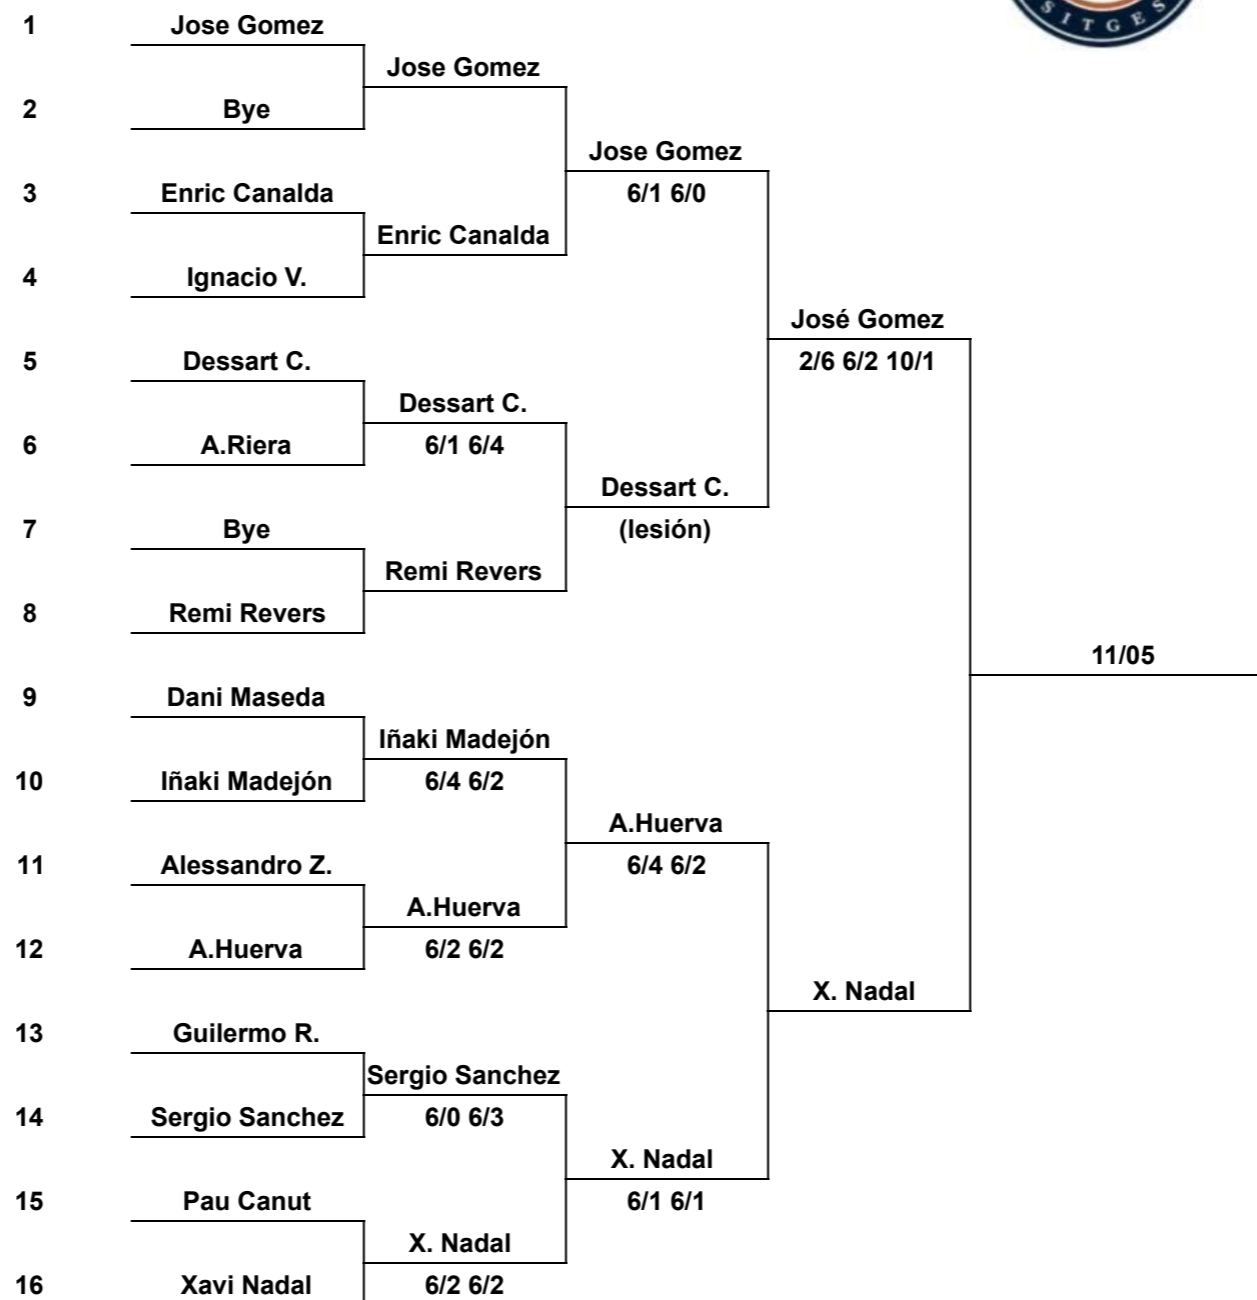 SITGES
1 Jose Gomez
Jose Gomez
2 Bye
Jose Gomez
3 Enric Canalda 6/1 6/0
Enric Canalda
4 Ignacio V.
José Gomez
5 Dessart C. 2/6 6/2 10/1
Dessart C.
6 A.Riera 6/1 6/4
Dessart C.
7 Bye (lesión)
Remi Revers
8 Remi Revers
11/05
9 Dani Maseda
Iñaki Madejón
10 Iñaki Madejón 6/4 6/2
A.Huerva
11 Alessandro Z. 6/4 6/2
A.Huerva
12 A.Huerva 6/2 6/2
X. Nadal
13 Guilermo R.
Sergio Sanchez
14 Sergio Sanchez 6/0 6/3
X. Nadal
15 Pau Canut 6/1 6/1
X. Nadal
16 Xavi Nadal 6/2 6/2